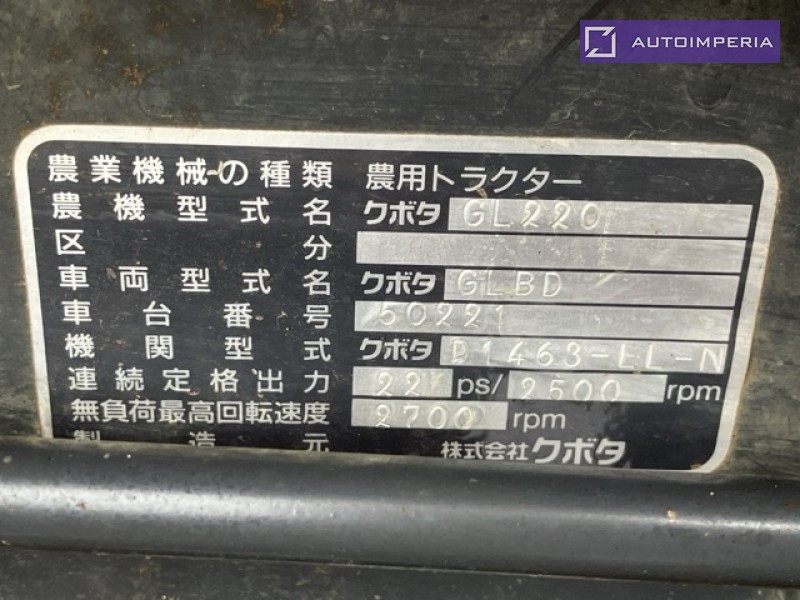 AUTOIMPERIA
農業機械の種類 農用トラクター
農機型式名 クボタ GL220
区分
車両型式名 クボタ GLBD
車台番号 50221
機関型式 クボタ D1463-EL-N
連続定格出力 22 ps/ 2500 rpm
無負荷最高回転速度 2700 rpm
製造元 株式会社クボタ